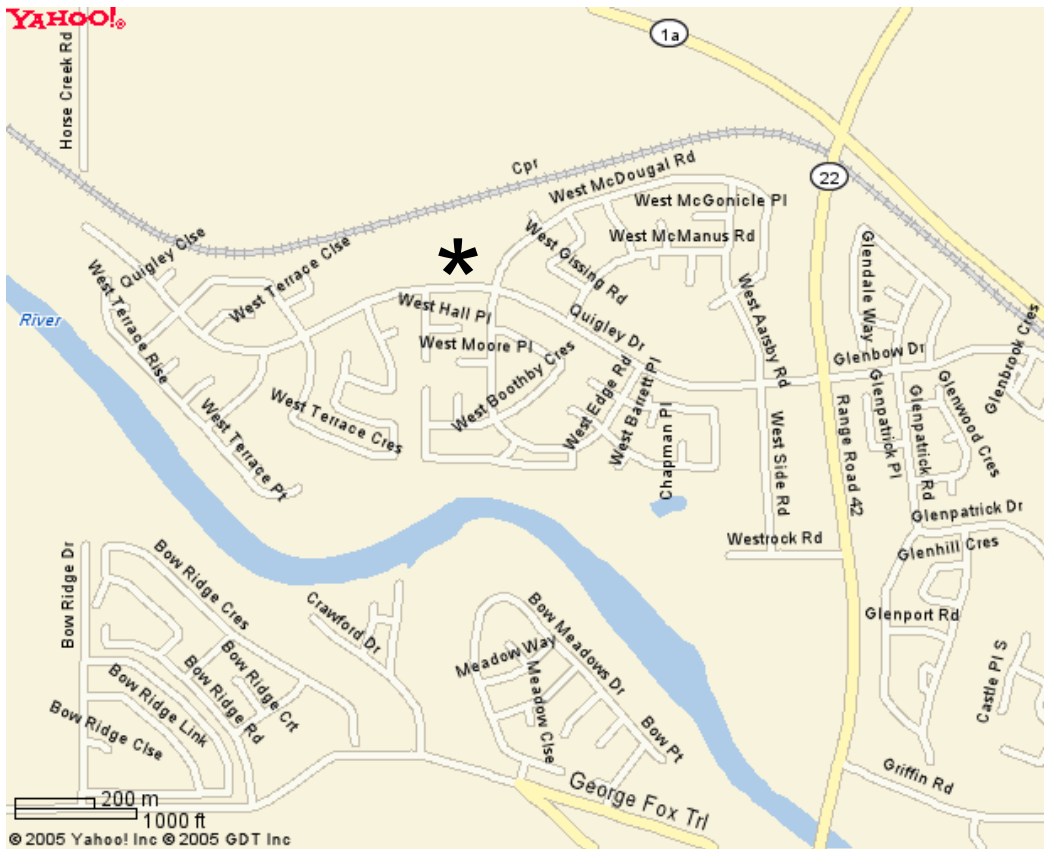 YAHOO!®
1a
Horse Creek Rd
Cpr
West McDougal Rd
22
West McGonicle Pl
West McManus Rd
West Gissing Rd
Quigley Clse
West Terrace Clse
*
Glendale Way
West Terrace Rise
River
West Hall Pl
Quigley Dr
West Aarsby Rd
Glenbrook Cres
West Moore Pl
Glenbow Dr
West Boothby Cres
West Edge Rd
West Barrett Pl
Glenpatrick Pl
Glenpatrick Rd
Glenwood Cres
West Terrace Cres
West Terrace Pt
Chapman Pl
West Side Rd
Range Road 42
Glenpatrick Dr
Westrock Rd
Glenhill Cres
Bow Ridge Dr
Bow Ridge Cres
Crawford Dr
Bow Meadows Dr
Glenport Rd
Meadow Way
Meadow Clse
Bow Ridge Crt
Bow Ridge Rd
Bow Ridge Link
Castle Pl S
Bow Ridge Clse
Bow Pt
George Fox Trl
Griffin Rd
200 m
1000 ft
© 2005 Yahoo! Inc © 2005 GDT Inc